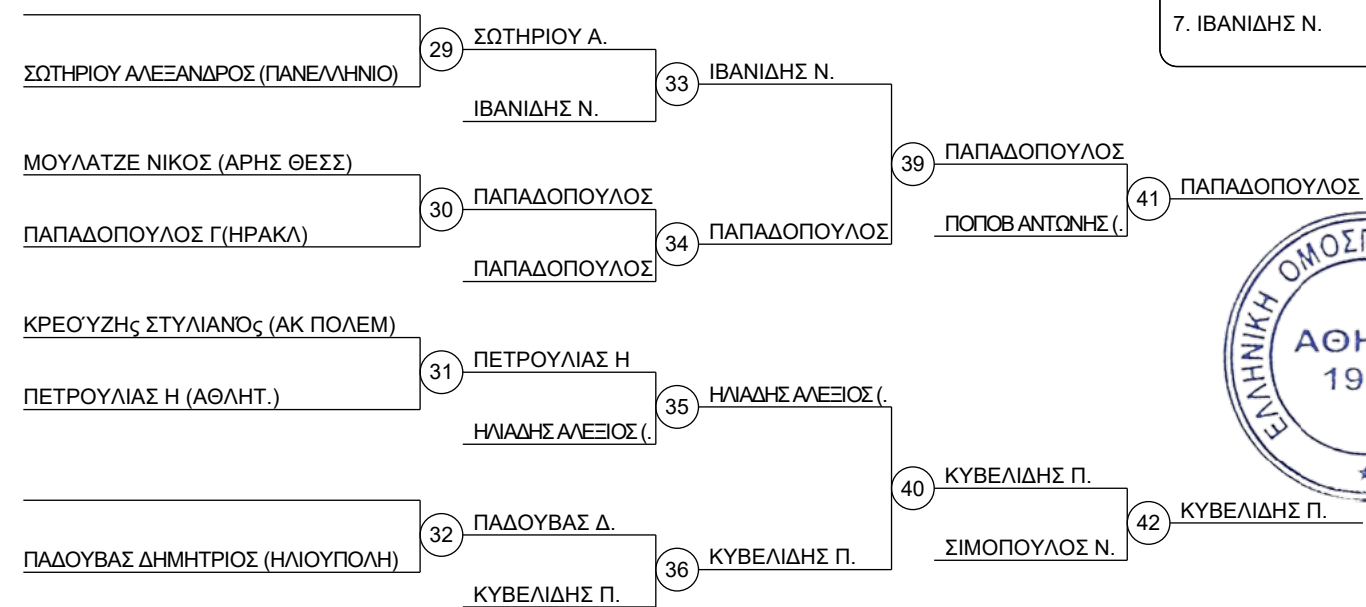 7. ΙΒΑΝΙΔΗΣ Ν.
29
ΣΩΤΗΡΙΟΥ Α.
ΣΩΤΗΡΙΟΥ ΑΛΕΞΑΝΔΡΟΣ (ΠΑΝΕΛΛΗΝΙΟ)
33
ΙΒΑΝΙΔΗΣ Ν.
ΙΒΑΝΙΔΗΣ Ν.
ΜΟΥΛΑΤΖΕ ΝΙΚΟΣ (ΑΡΗΣ ΘΕΣΣ)
39
ΠΑΠΑΔΟΠΟΥΛΟΣ
30
ΠΑΠΑΔΟΠΟΥΛΟΣ
41
ΠΑΠΑΔΟΠΟΥΛΟΣ
ΠΑΠΑΔΟΠΟΥΛΟΣ Γ(ΗΡΑΚΛ)
34
ΠΑΠΑΔΟΠΟΥΛΟΣ
ΠΟΠΟΒ ΑΝΤΩΝΗΣ (.
ΠΑΠΑΔΟΠΟΥΛΟΣ
ΚΡΕΟΎΖΗς ΣΤΥΛΙΑΝΌς (ΑΚ ΠΟΛΕΜ)
31
ΠΕΤΡΟΥΛΙΑΣ Η
ΠΕΤΡΟΥΛΙΑΣ Η (ΑΘΛΗΤ.)
35
ΗΛΙΑΔΗΣ ΑΛΕΞΙΟΣ (.
ΗΛΙΑΔΗΣ ΑΛΕΞΙΟΣ (.
40
ΚΥΒΕΛΙΔΗΣ Π.
32
ΠΑΔΟΥΒΑΣ Δ.
42
ΚΥΒΕΛΙΔΗΣ Π.
ΠΑΔΟΥΒΑΣ ΔΗΜΗΤΡΙΟΣ (ΗΛΙΟΥΠΟΛΗ)
36
ΚΥΒΕΛΙΔΗΣ Π.
ΣΙΜΟΠΟΥΛΟΣ Ν.
ΚΥΒΕΛΙΔΗΣ Π.
ΕΛΛΗΝΙΚΗ